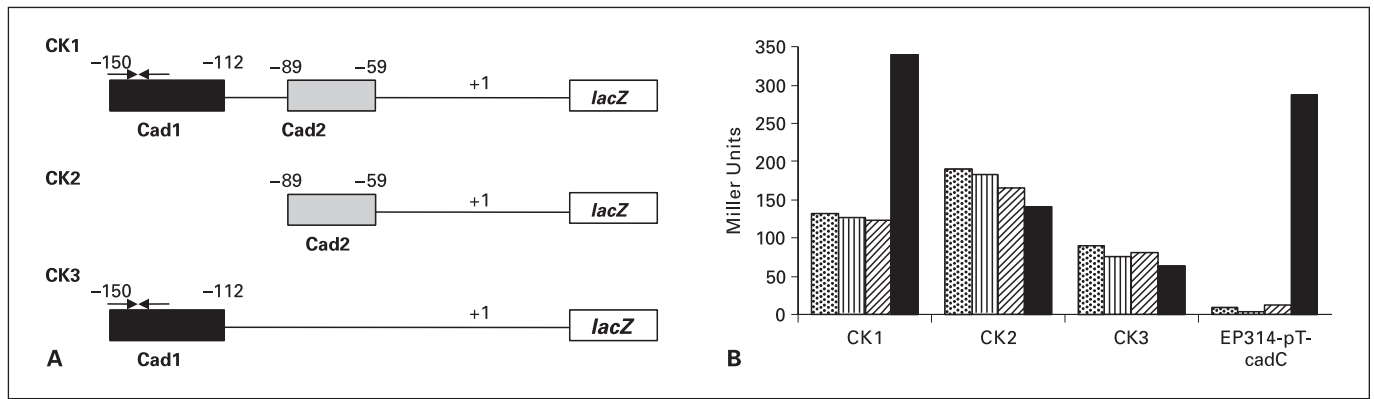 CK1
−150
−112
−89
−59
+1
lacZ
Cad1
Cad2
CK2
−89
−59
+1
lacZ
Cad2
CK3
−150
−112
+1
lacZ
Cad1
A
Miller Units
350
300
250
200
150
100
50
0
CK1
CK2
CK3
EP314-pT-
cadC
B